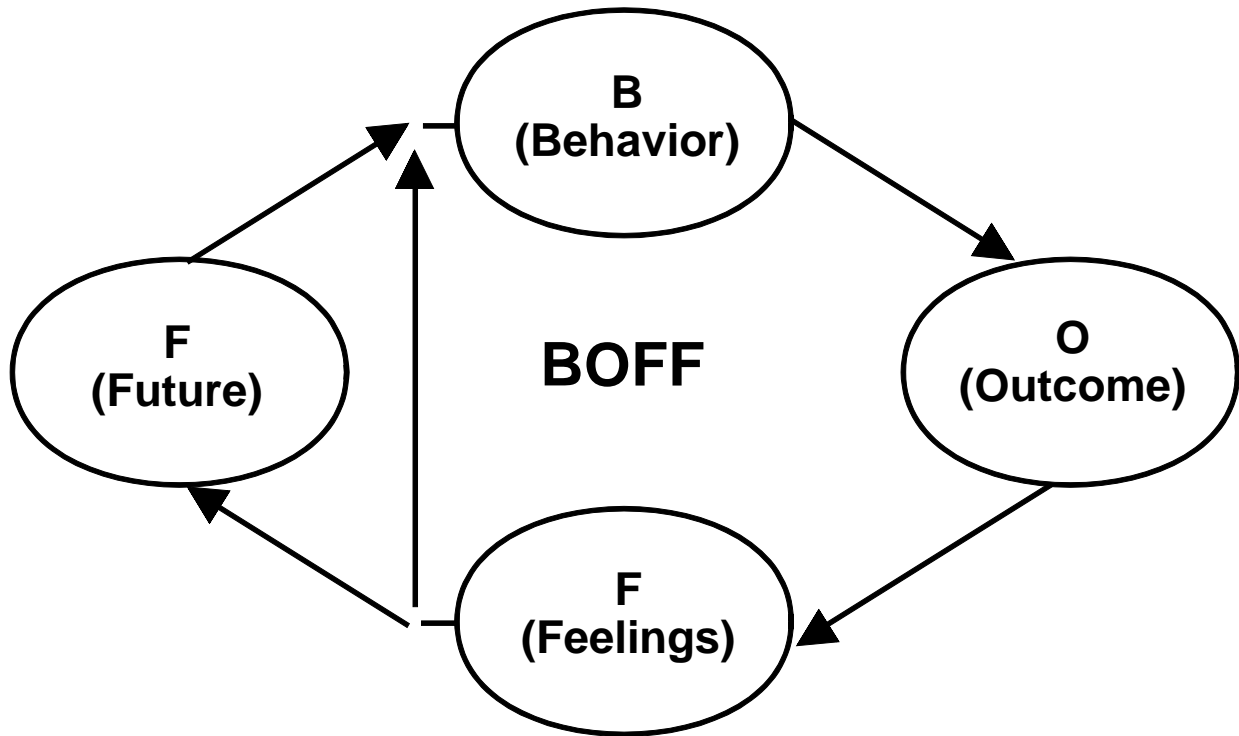 B
(Behavior)
F
(Future)
BOFF
O
(Outcome)
F
(Feelings)